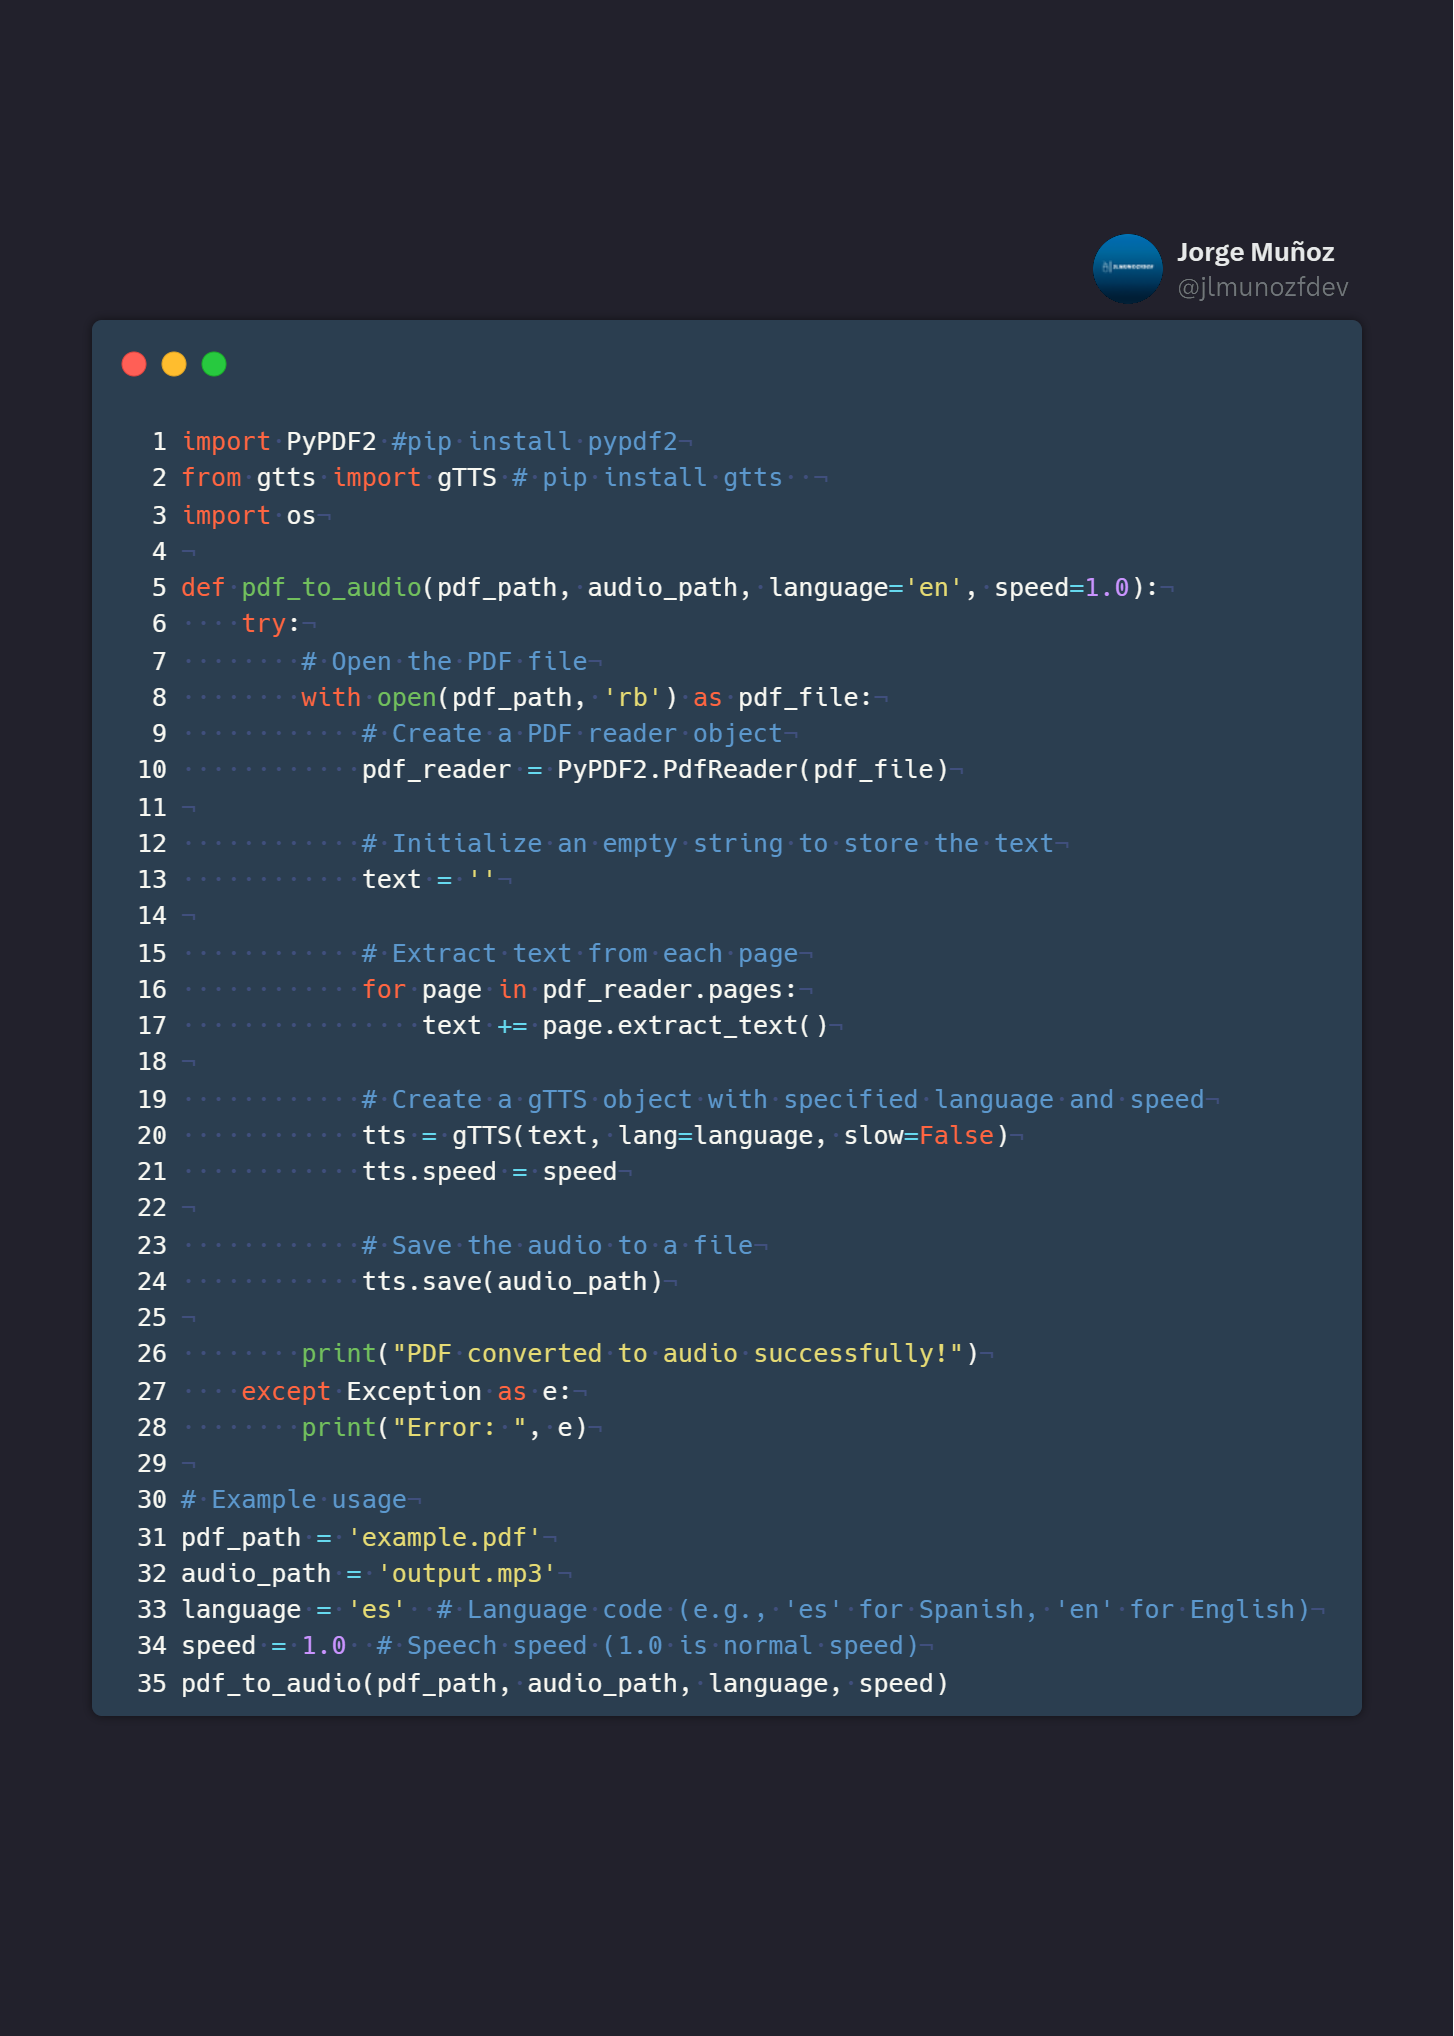 Jorge Muñoz
@jlmunozfdev
JLMUNOZFDEV
1 import PyPDF2 #pip install pypdf2
2 from gtts import gTTS # pip install gtts
3 import os
4
5 def pdf_to_audio(pdf_path, audio_path, language='en', speed=1.0):
6     try:
7         # Open the PDF file
8         with open(pdf_path, 'rb') as pdf_file:
9             # Create a PDF reader object
10             pdf_reader = PyPDF2.PdfReader(pdf_file)
11
12             # Initialize an empty string to store the text
13             text = ''
14
15             # Extract text from each page
16             for page in pdf_reader.pages:
17                 text += page.extract_text()
18
19             # Create a gTTS object with specified language and speed
20             tts = gTTS(text, lang=language, slow=False)
21             tts.speed = speed
22
23             # Save the audio to a file
24             tts.save(audio_path)
25
26         print("PDF converted to audio successfully!")
27     except Exception as e:
28         print("Error: ", e)
29
30 # Example usage
31 pdf_path = 'example.pdf'
32 audio_path = 'output.mp3'
33 language = 'es'  # Language code (e.g., 'es' for Spanish, 'en' for English)
34 speed = 1.0  # Speech speed (1.0 is normal speed)
35 pdf_to_audio(pdf_path, audio_path, language, speed)